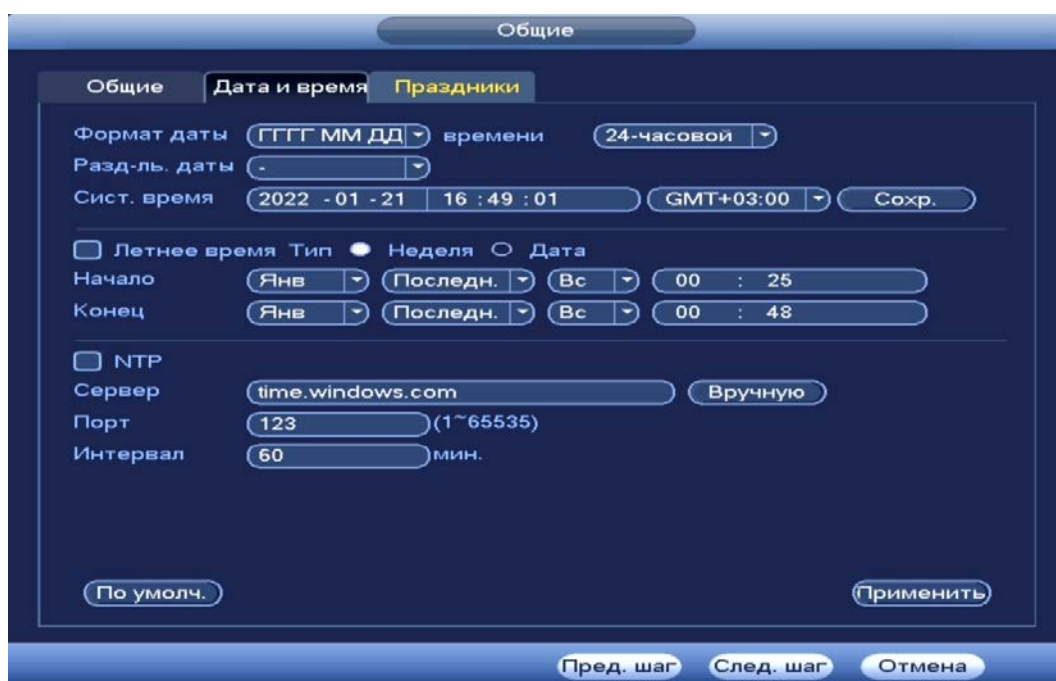 Общие
Общие Дата и время Праздники
Формат даты ГГГГ ММ ДД времени 24-часовой
Разд-ль. даты -
Сист. время 2022 - 01 - 21 16 : 49 : 01 GMT+03:00 Сохр.
Летнее время Тип Неделя Дата
Начало Янв Последн. Вс 00 : 25
Конец Янв Последн. Вс 00 : 48
NTP
Сервер time.windows.com Вручную
Порт 123 (1~65535)
Интервал 60 мин.
По умолч. Применить
Пред. шаг След. шаг Отмена